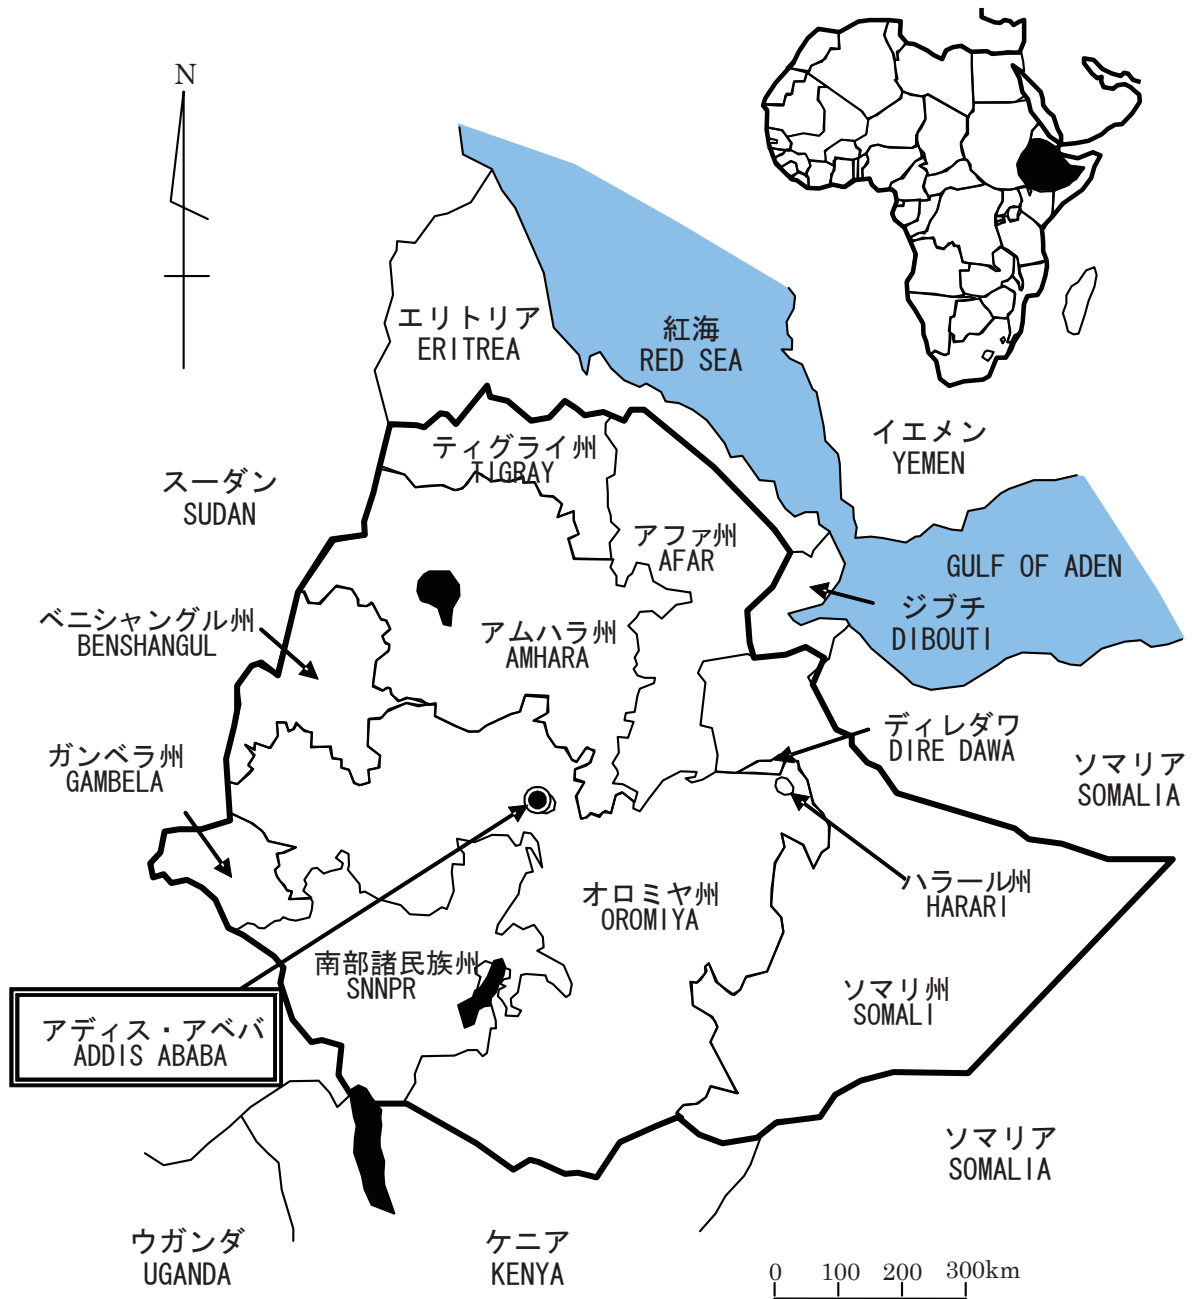 N
エリトリア
ERITREA
紅海
RED SEA
イエメン
YEMEN
ティグライ州
TIGRAY
スーダン
SUDAN
アファ州
AFAR
GULF OF ADEN
ジブチ
DIBOUTI
ベニシャングル州
BENSHANGUL
アムハラ州
AMHARA
ディレダワ
DIRE DAWA
ガンベラ州
GAMBELA
ソマリア
SOMALIA
オロミヤ州
OROMIYA
ハラール州
HARARI
南部諸民族州
SNNPR
ソマリ州
SOMALI
アディス・アベバ
ADDIS ABABA
ソマリア
SOMALIA
ウガンダ
UGANDA
ケニア
KENYA
0 100 200 300km